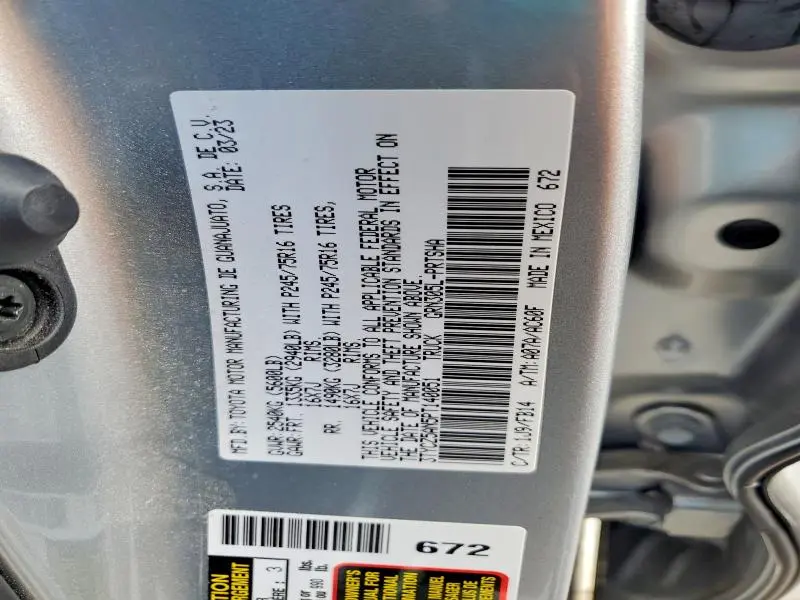 MFD.BY: TOYOTA MOTOR MANUFACTURING DE GUANAJUATO, S.A. DE C.V.
DATE: 03/23
GVWR: 2540KG (5600LB)
GAWR: FRT. 1335KG (2940LB) WITH P245/75R16 TIRES
16X7J RIMS,
RR. 1490KG (3280LB) WITH P245/75R16 TIRES,
16X7J RIMS.
THIS VEHICLE CONFORMS TO ALL APPLICABLE FEDERAL MOTOR
VEHICLE SAFETY AND THEFT PREVENTION STANDARDS IN EFFECT ON
THE DATE OF MANUFACTURE SHOWN ABOVE.
3TYCZ5AN5PT140051 TRUCK GRN305L-PRTSHA
C/TR:1J9/FB14 A/TM:A07A/AC60F MADE IN MEXICO 672
672